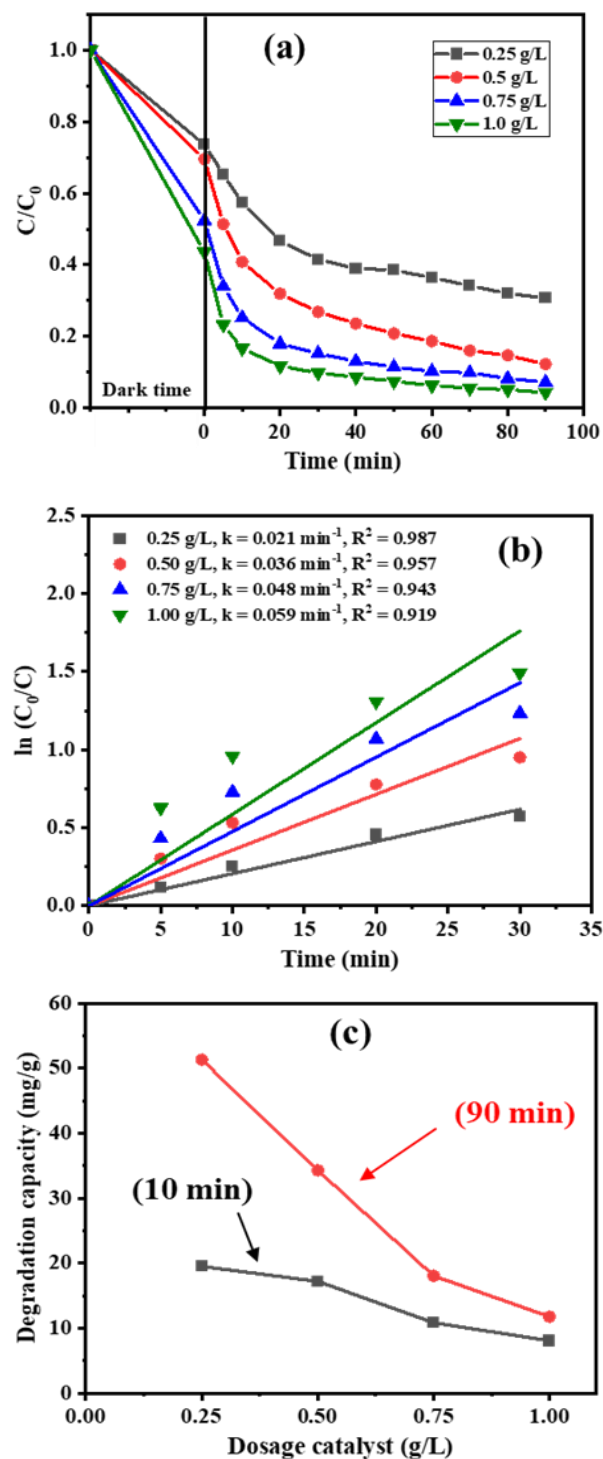 (a)
0.25 g/L
0.5 g/L
0.75 g/L
1.0 g/L
1.0
0.8
0.6
0.4
0.2
0.0
C/C0
Dark time
0 20 40 60 80 100
Time (min)
(b)
0.25 g/L, k = 0.021 min-1, R2 = 0.987
0.50 g/L, k = 0.036 min-1, R2 = 0.957
0.75 g/L, k = 0.048 min-1, R2 = 0.943
1.00 g/L, k = 0.059 min-1, R2 = 0.919
2.5
2.0
1.5
1.0
0.5
0.0
ln (C0/C)
0 5 10 15 20 25 30 35
Time (min)
(c)
(90 min)
(10 min)
60
50
40
30
20
10
0
Degradation capacity (mg/g)
0.00 0.25 0.50 0.75 1.00
Dosage catalyst (g/L)